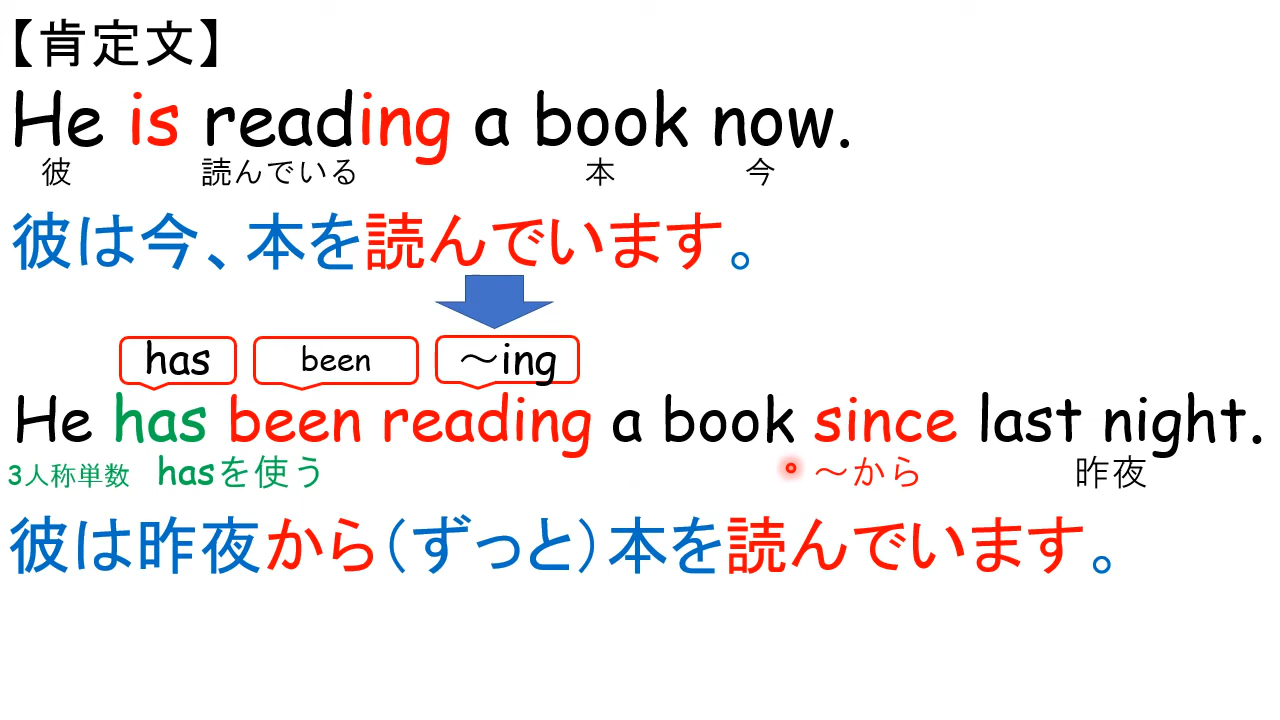 【肯定文】
He is reading a book now.
彼 読んでいる 本 今
彼は今、本を読んでいます。
has been ～ing
He has been reading a book since last night.
3人称単数 hasを使う ～から 昨夜
彼は昨夜から（ずっと）本を読んでいます。